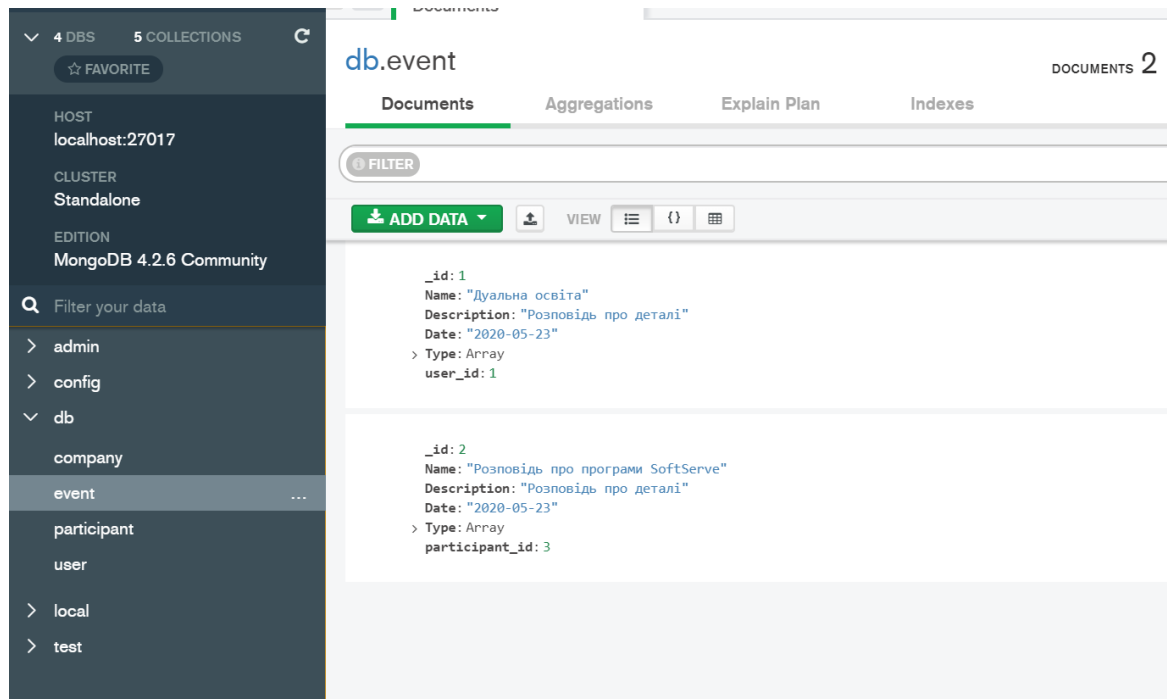 Documents
4 DBS 5 COLLECTIONS
FAVORITE
HOST
localhost:27017
CLUSTER
Standalone
EDITION
MongoDB 4.2.6 Community
Filter your data
admin
config
db
company
event ...
participant
user
local
test
db.event
DOCUMENTS 2
Documents Aggregations Explain Plan Indexes
FILTER
ADD DATA VIEW {}
_id: 1
Name: "Дуальна освіта"
Description: "Розповідь про деталі"
Date: "2020-05-23"
Type: Array
user_id: 1
_id: 2
Name: "Розповідь про програми SoftServe"
Description: "Розповідь про деталі"
Date: "2020-05-23"
Type: Array
participant_id: 3